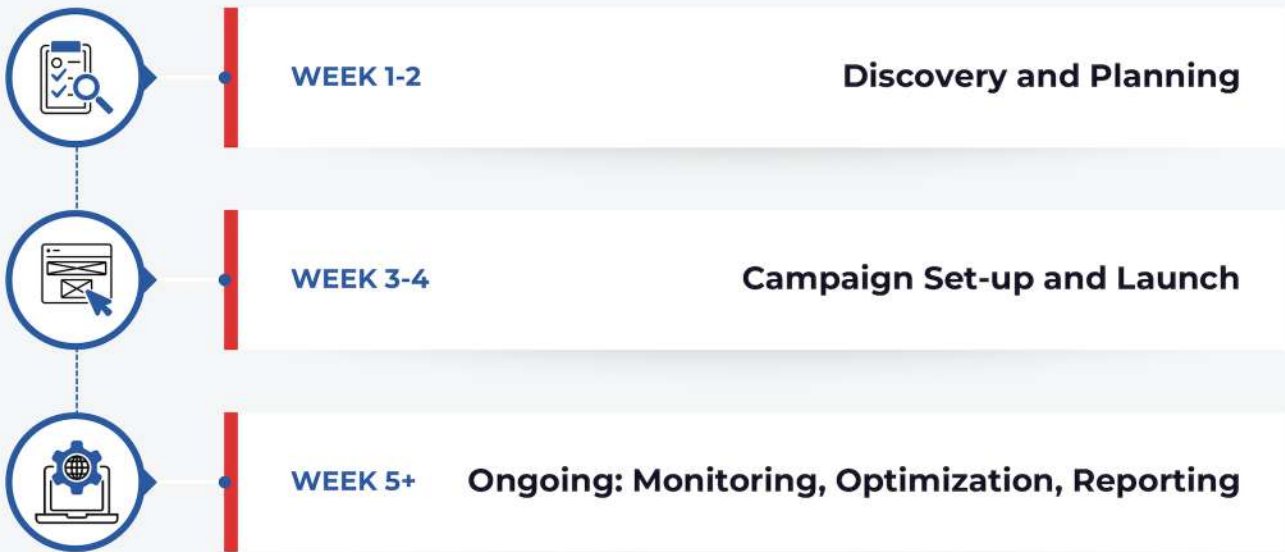 WEEK 1-2 Discovery and Planning
WEEK 3-4 Campaign Set-up and Launch
WEEK 5+ Ongoing: Monitoring, Optimization, Reporting